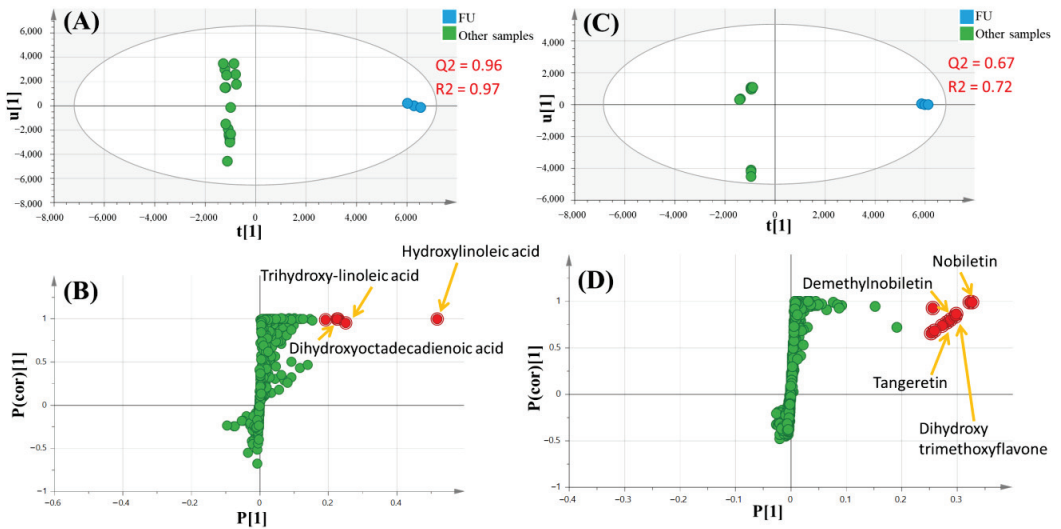 (A)
FU
Other samples
Q2 = 0.96
R2 = 0.97
u[1]
6,000
4,000
2,000
0
−2,000
−4,000
−6,000
−8,000
−8,000 −6,000 −4,000 −2,000 0 2,000 4,000 6,000
t[1]
(C)
FU
Other samples
Q2 = 0.67
R2 = 0.72
u[1]
4,000
2,000
0
−2,000
−4,000
−6,000
−8,000 −6,000 −4,000 −2,000 0 2,000 4,000 6,000
t[1]
(B)
Hydroxylinoleic acid
Trihydroxy-linoleic acid
Dihydroxyoctadecadienoic acid
P(cor)[1]
1
0.5
0
−0.5
−1
−0.6 −0.4 −0.2 0 0.2 0.4 0.6
P[1]
(D)
Nobiletin
Demethylnobiletin
Tangeretin
Dihydroxy
trimethoxyflavone
P(cor)[1]
1
0.5
0
−0.5
−1
−0.4 −0.3 −0.2 −0.1 0 0.1 0.2 0.3
P[1]